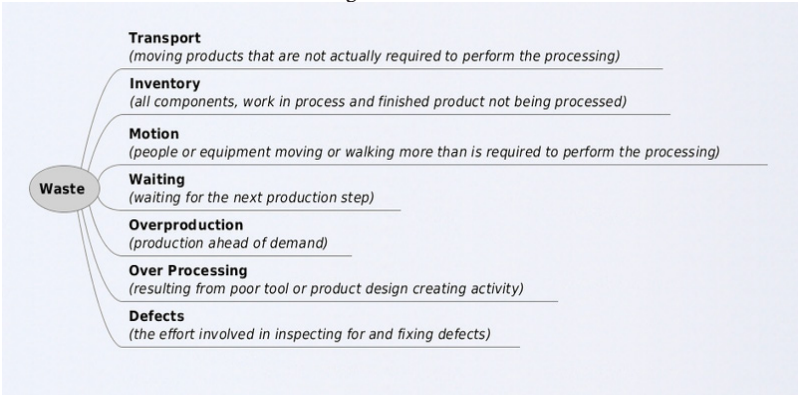 Transport
(moving products that are not actually required to perform the processing)
Inventory
(all components, work in process and finished product not being processed)
Motion
(people or equipment moving or walking more than is required to perform the processing)
Waste
Waiting
(waiting for the next production step)
Overproduction
(production ahead of demand)
Over Processing
(resulting from poor tool or product design creating activity)
Defects
(the effort involved in inspecting for and fixing defects)